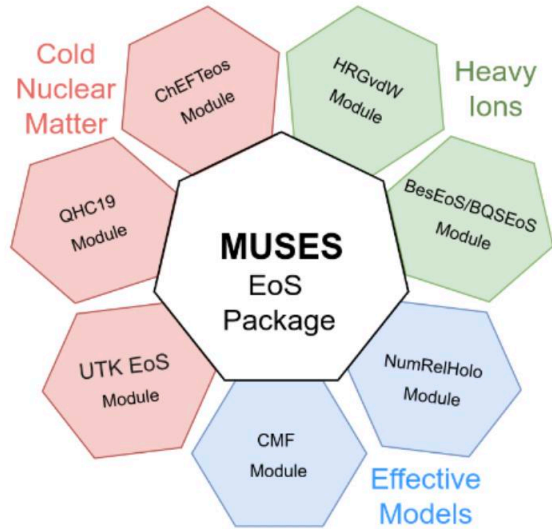 Cold
Nuclear
Matter
ChEFTeos
Module
HRGvdW
Module
Heavy
Ions
QHC19
Module
BesEoS/BQSEoS
Module
MUSES
EoS
Package
UTK EoS
Module
NumRelHolo
Module
CMF
Module
Effective
Models